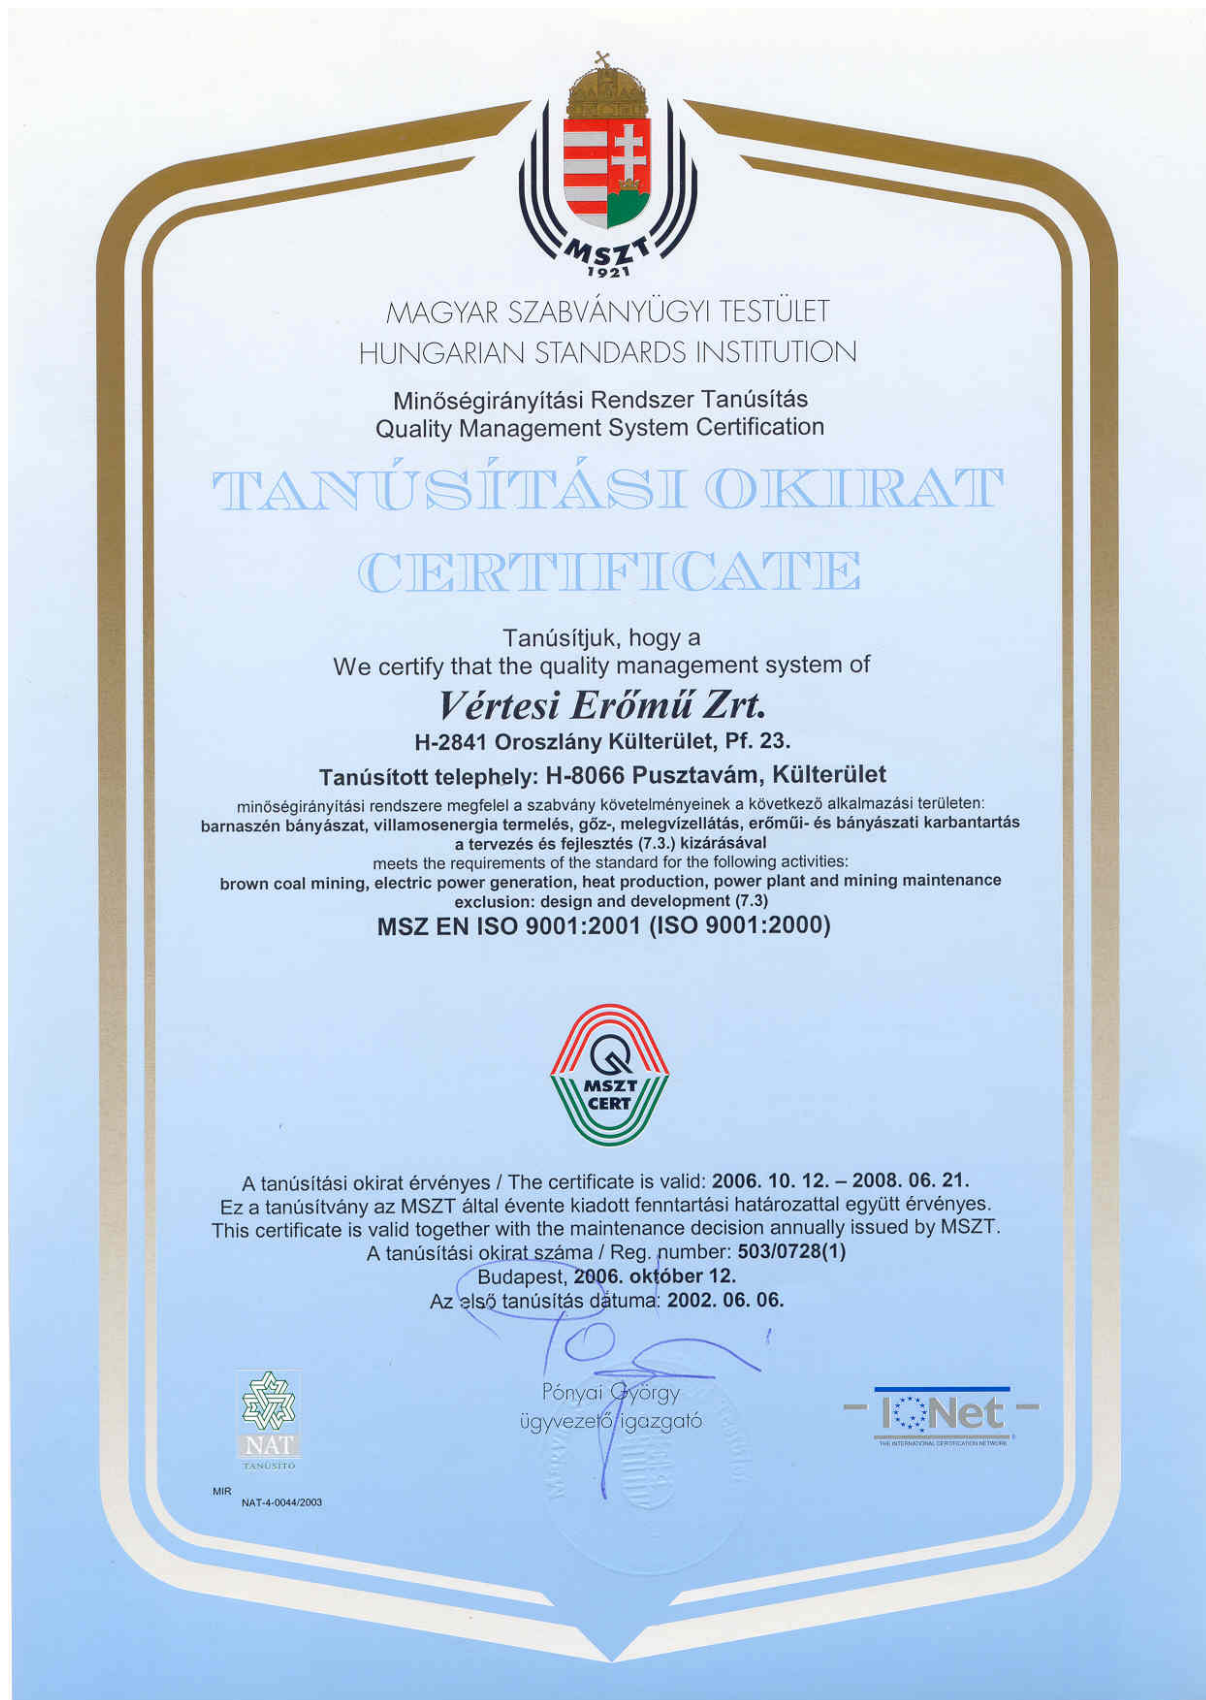 MSZT
1921
MAGYAR SZABVÁNYÜGYI TESTÜLET
HUNGARIAN STANDARDS INSTITUTION
Minőségirányítási Rendszer Tanúsítás
Quality Management System Certification
TANÚSÍTÁSI OKIRAT
CERTIFICATE
Tanúsítjuk, hogy a
We certify that the quality management system of
Vértesi Erőmű Zrt.
H-2841 Oroszlány Külterület, Pf. 23.
Tanúsított telephely: H-8066 Pusztavám, Külterület
minőségirányítási rendszere megfelel a szabvány követelményeinek a következő alkalmazási területen:
barnaszén bányászat, villamosenergia termelés, gőz-, melegvízellátás, erőműi- és bányászati karbantartás
a tervezés és fejlesztés (7.3.) kizárásával
meets the requirements of the standard for the following activities:
brown coal mining, electric power generation, heat production, power plant and mining maintenance
exclusion: design and development (7.3)
MSZ EN ISO 9001:2001 (ISO 9001:2000)
Q
MSZT
CERT
A tanúsítási okirat érvényes / The certificate is valid: 2006. 10. 12. – 2008. 06. 21.
Ez a tanúsítvány az MSZT által évente kiadott fenntartási határozattal együtt érvényes.
This certificate is valid together with the maintenance decision annually issued by MSZT.
A tanúsítási okirat száma / Reg. number: 503/0728(1)
Budapest, 2006. október 12.
Az első tanúsítás dátuma: 2002. 06. 06.
Pónyai György
ügyvezető igazgató
NAT
TANÚSÍTÓ
MIR
NAT-4-0044/2003
IQNet
THE INTERNATIONAL CERTIFICATION NETWORK